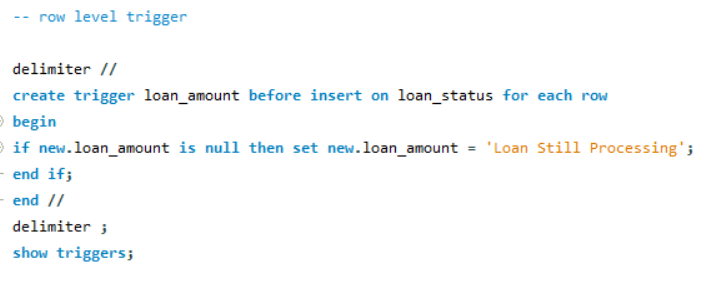 -- row level trigger
delimiter //
create trigger loan_amount before insert on loan_status for each row
begin
if new.loan_amount is null then set new.loan_amount = 'Loan Still Processing';
end if;
end //
delimiter ;
show triggers;